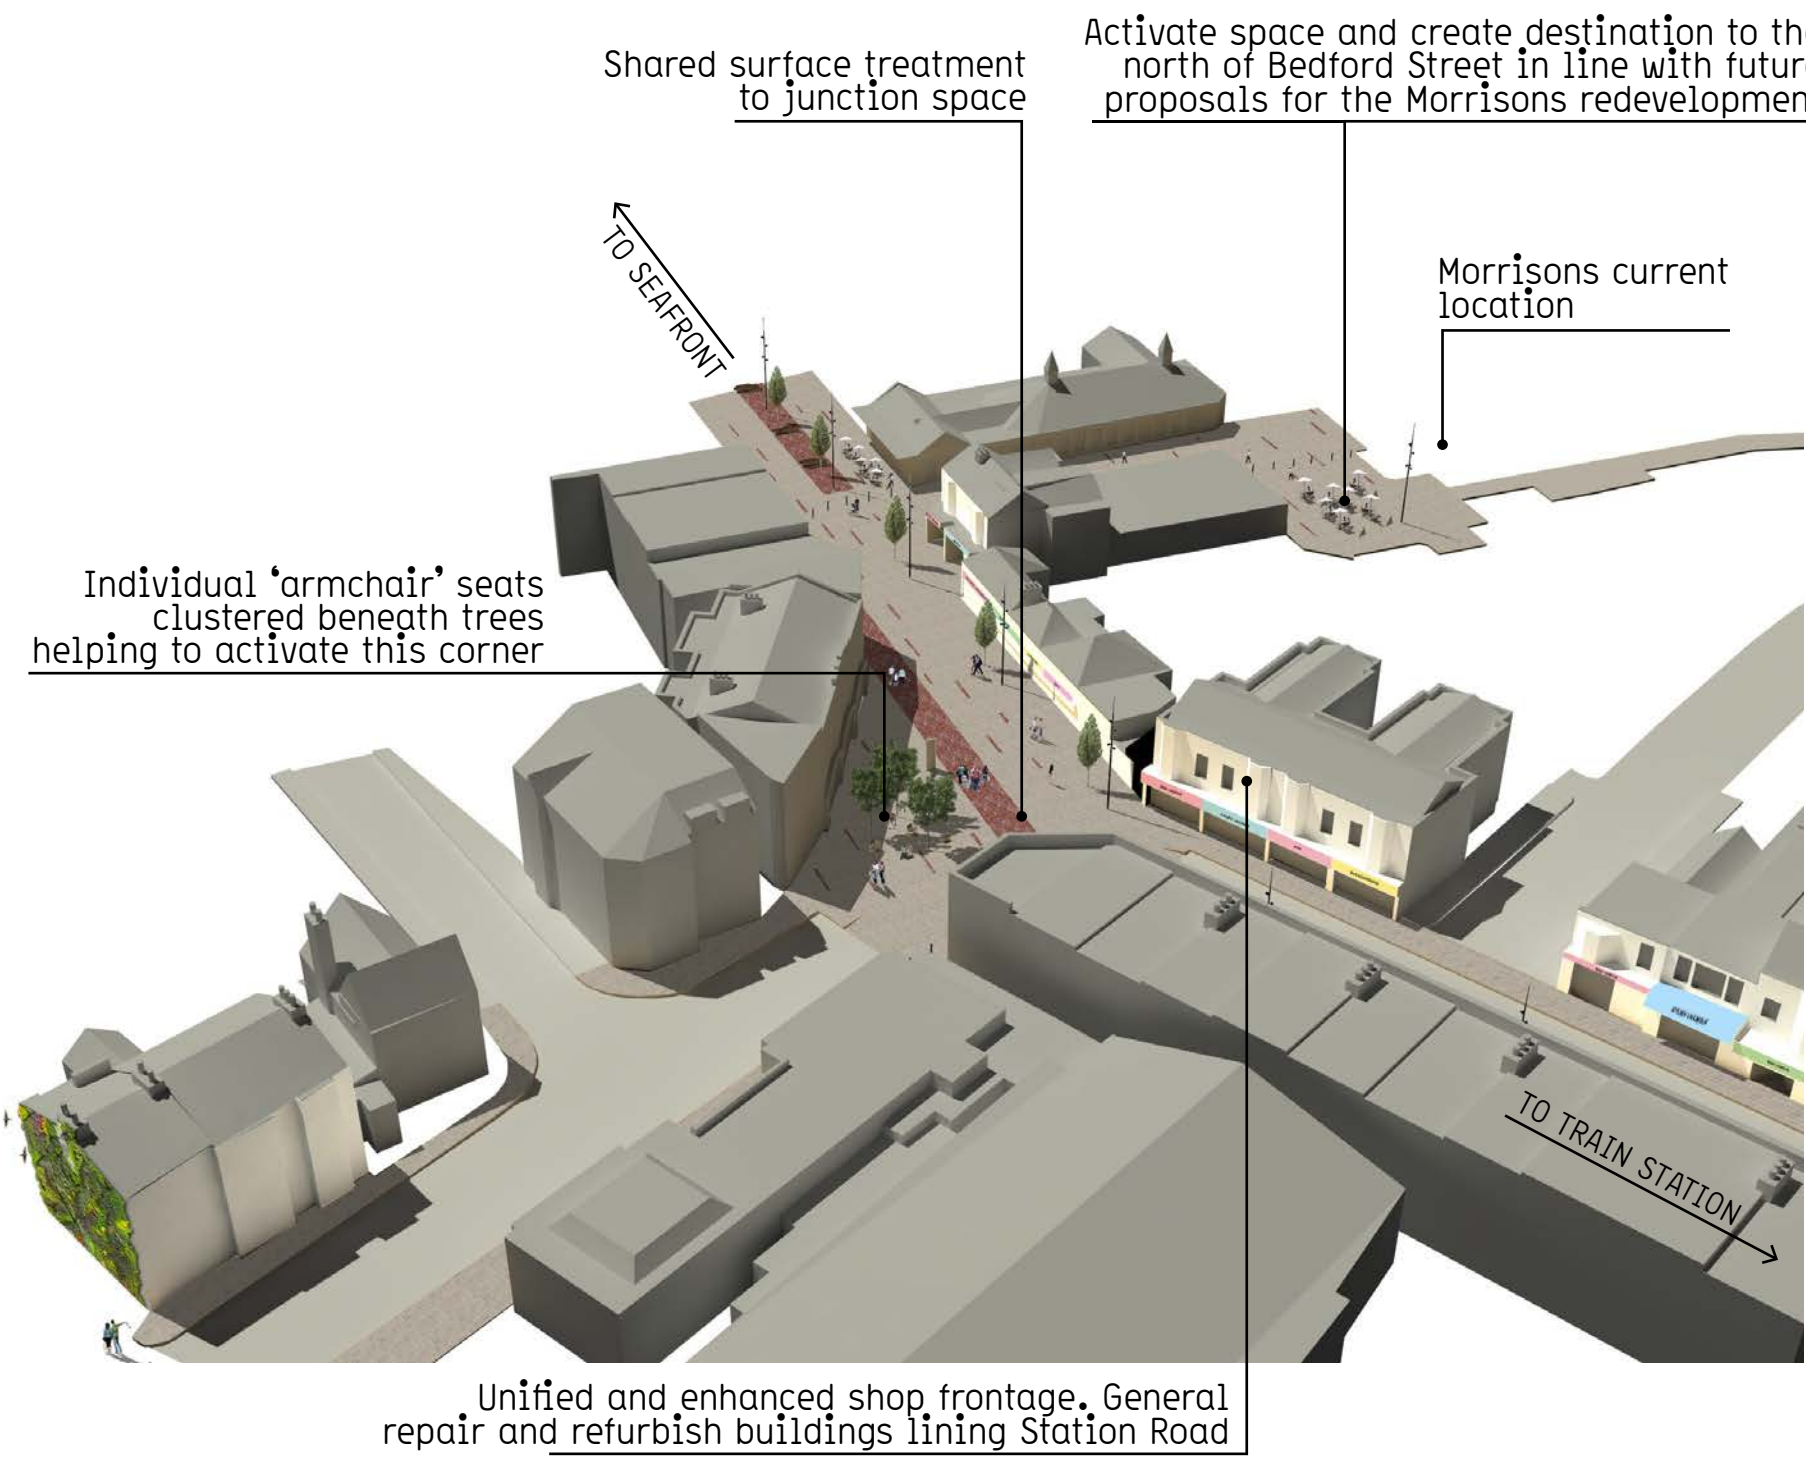 Activate space and create destination to the
north of Bedford Street in line with futur
proposals for the Morrisons redevelopmen
Shared surface treatment
to junction space
TO SEAFRONT
Morrisons current
location
Individual ‘armchair’ seats
clustered beneath trees
helping to activate this corner
TO TRAIN STATION
Unified and enhanced shop frontage. General
repair and refurbish buildings lining Station Road